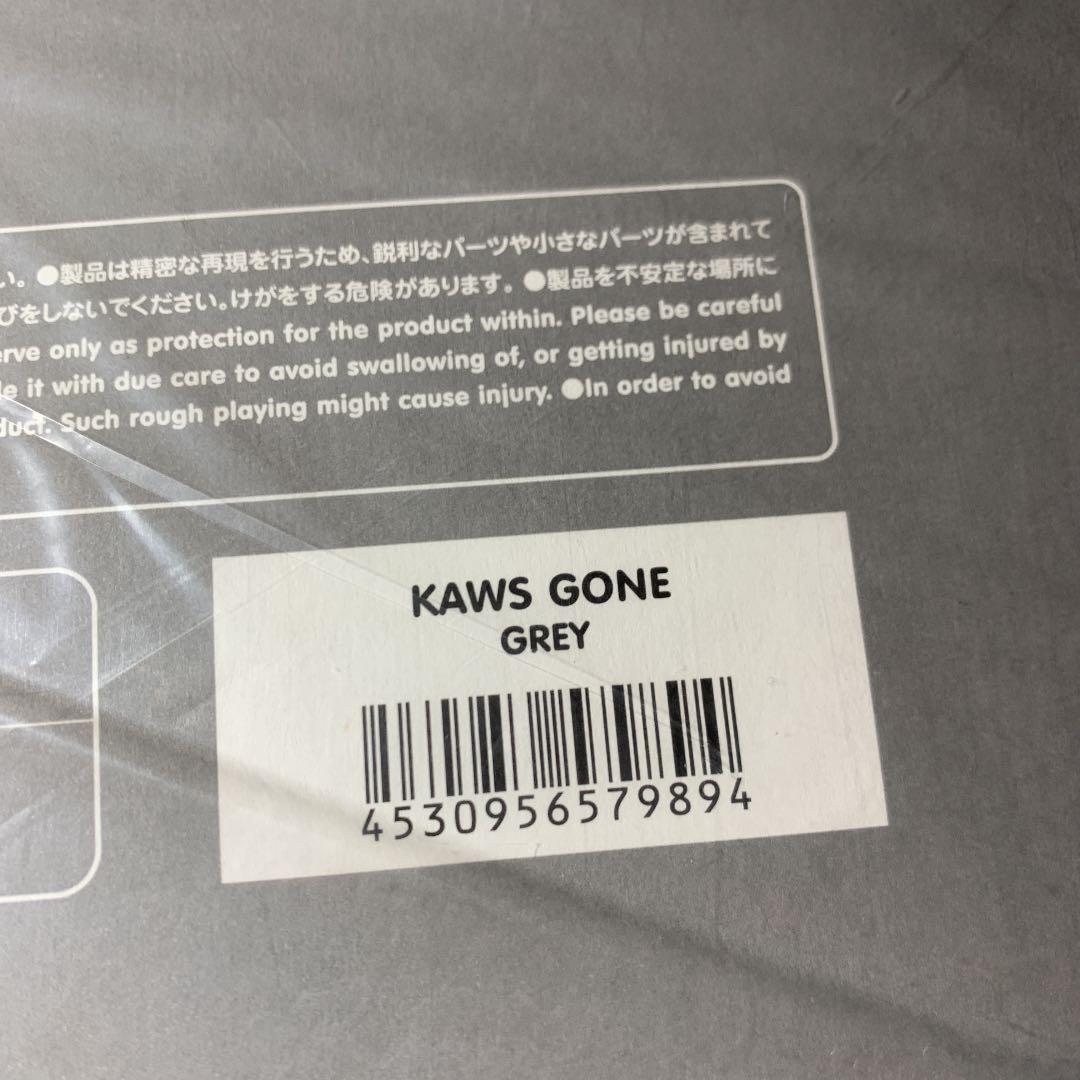 い。●製品は精密な再現を行うため、鋭利なパーツや小さなパーツが含まれて
びをしないでください。けがをする危険があります。●製品を不安定な場所に
only as protection for the product within. Please be careful
it with due care to avoid swallowing of, or getting injured by
Such rough playing might cause injury. ●In order to avoid
KAWS GONE
GREY
4530956579894